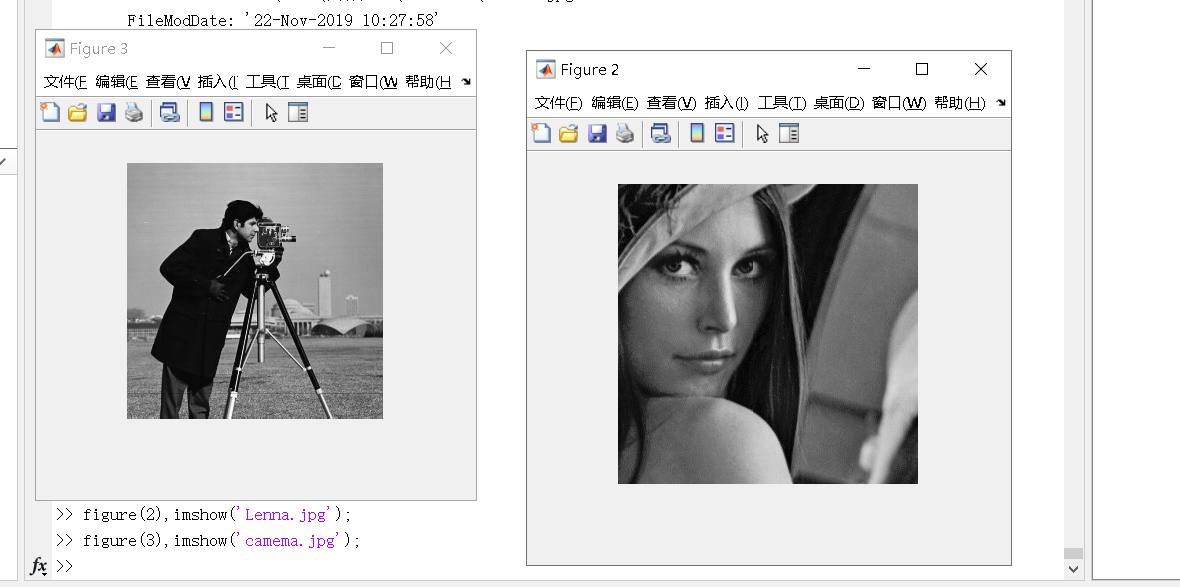 FileModDate: '22-Nov-2019 10:27:58'
Figure 3
文件(F 编辑(E 查看(V 插入(I 工具(T 桌面(D 窗口(W 帮助(H
Figure 2
文件(F) 编辑(E) 查看(V) 插入(I) 工具(T) 桌面(D) 窗口(W) 帮助(H)
>> figure(2),imshow('Lenna.jpg');
>> figure(3),imshow('camema.jpg');
fx >>